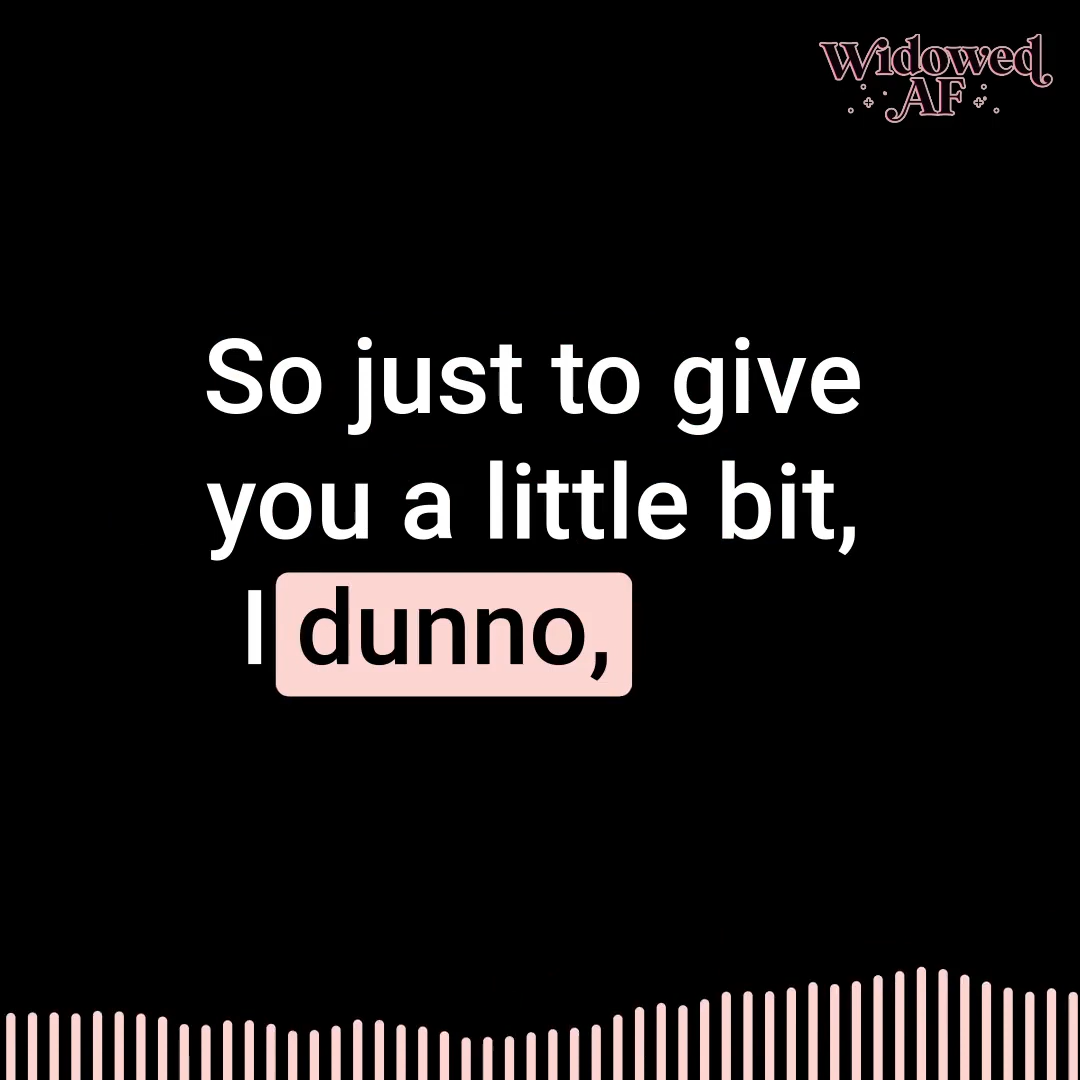 Widowed
AF
So just to give
you a little bit,
I dunno,